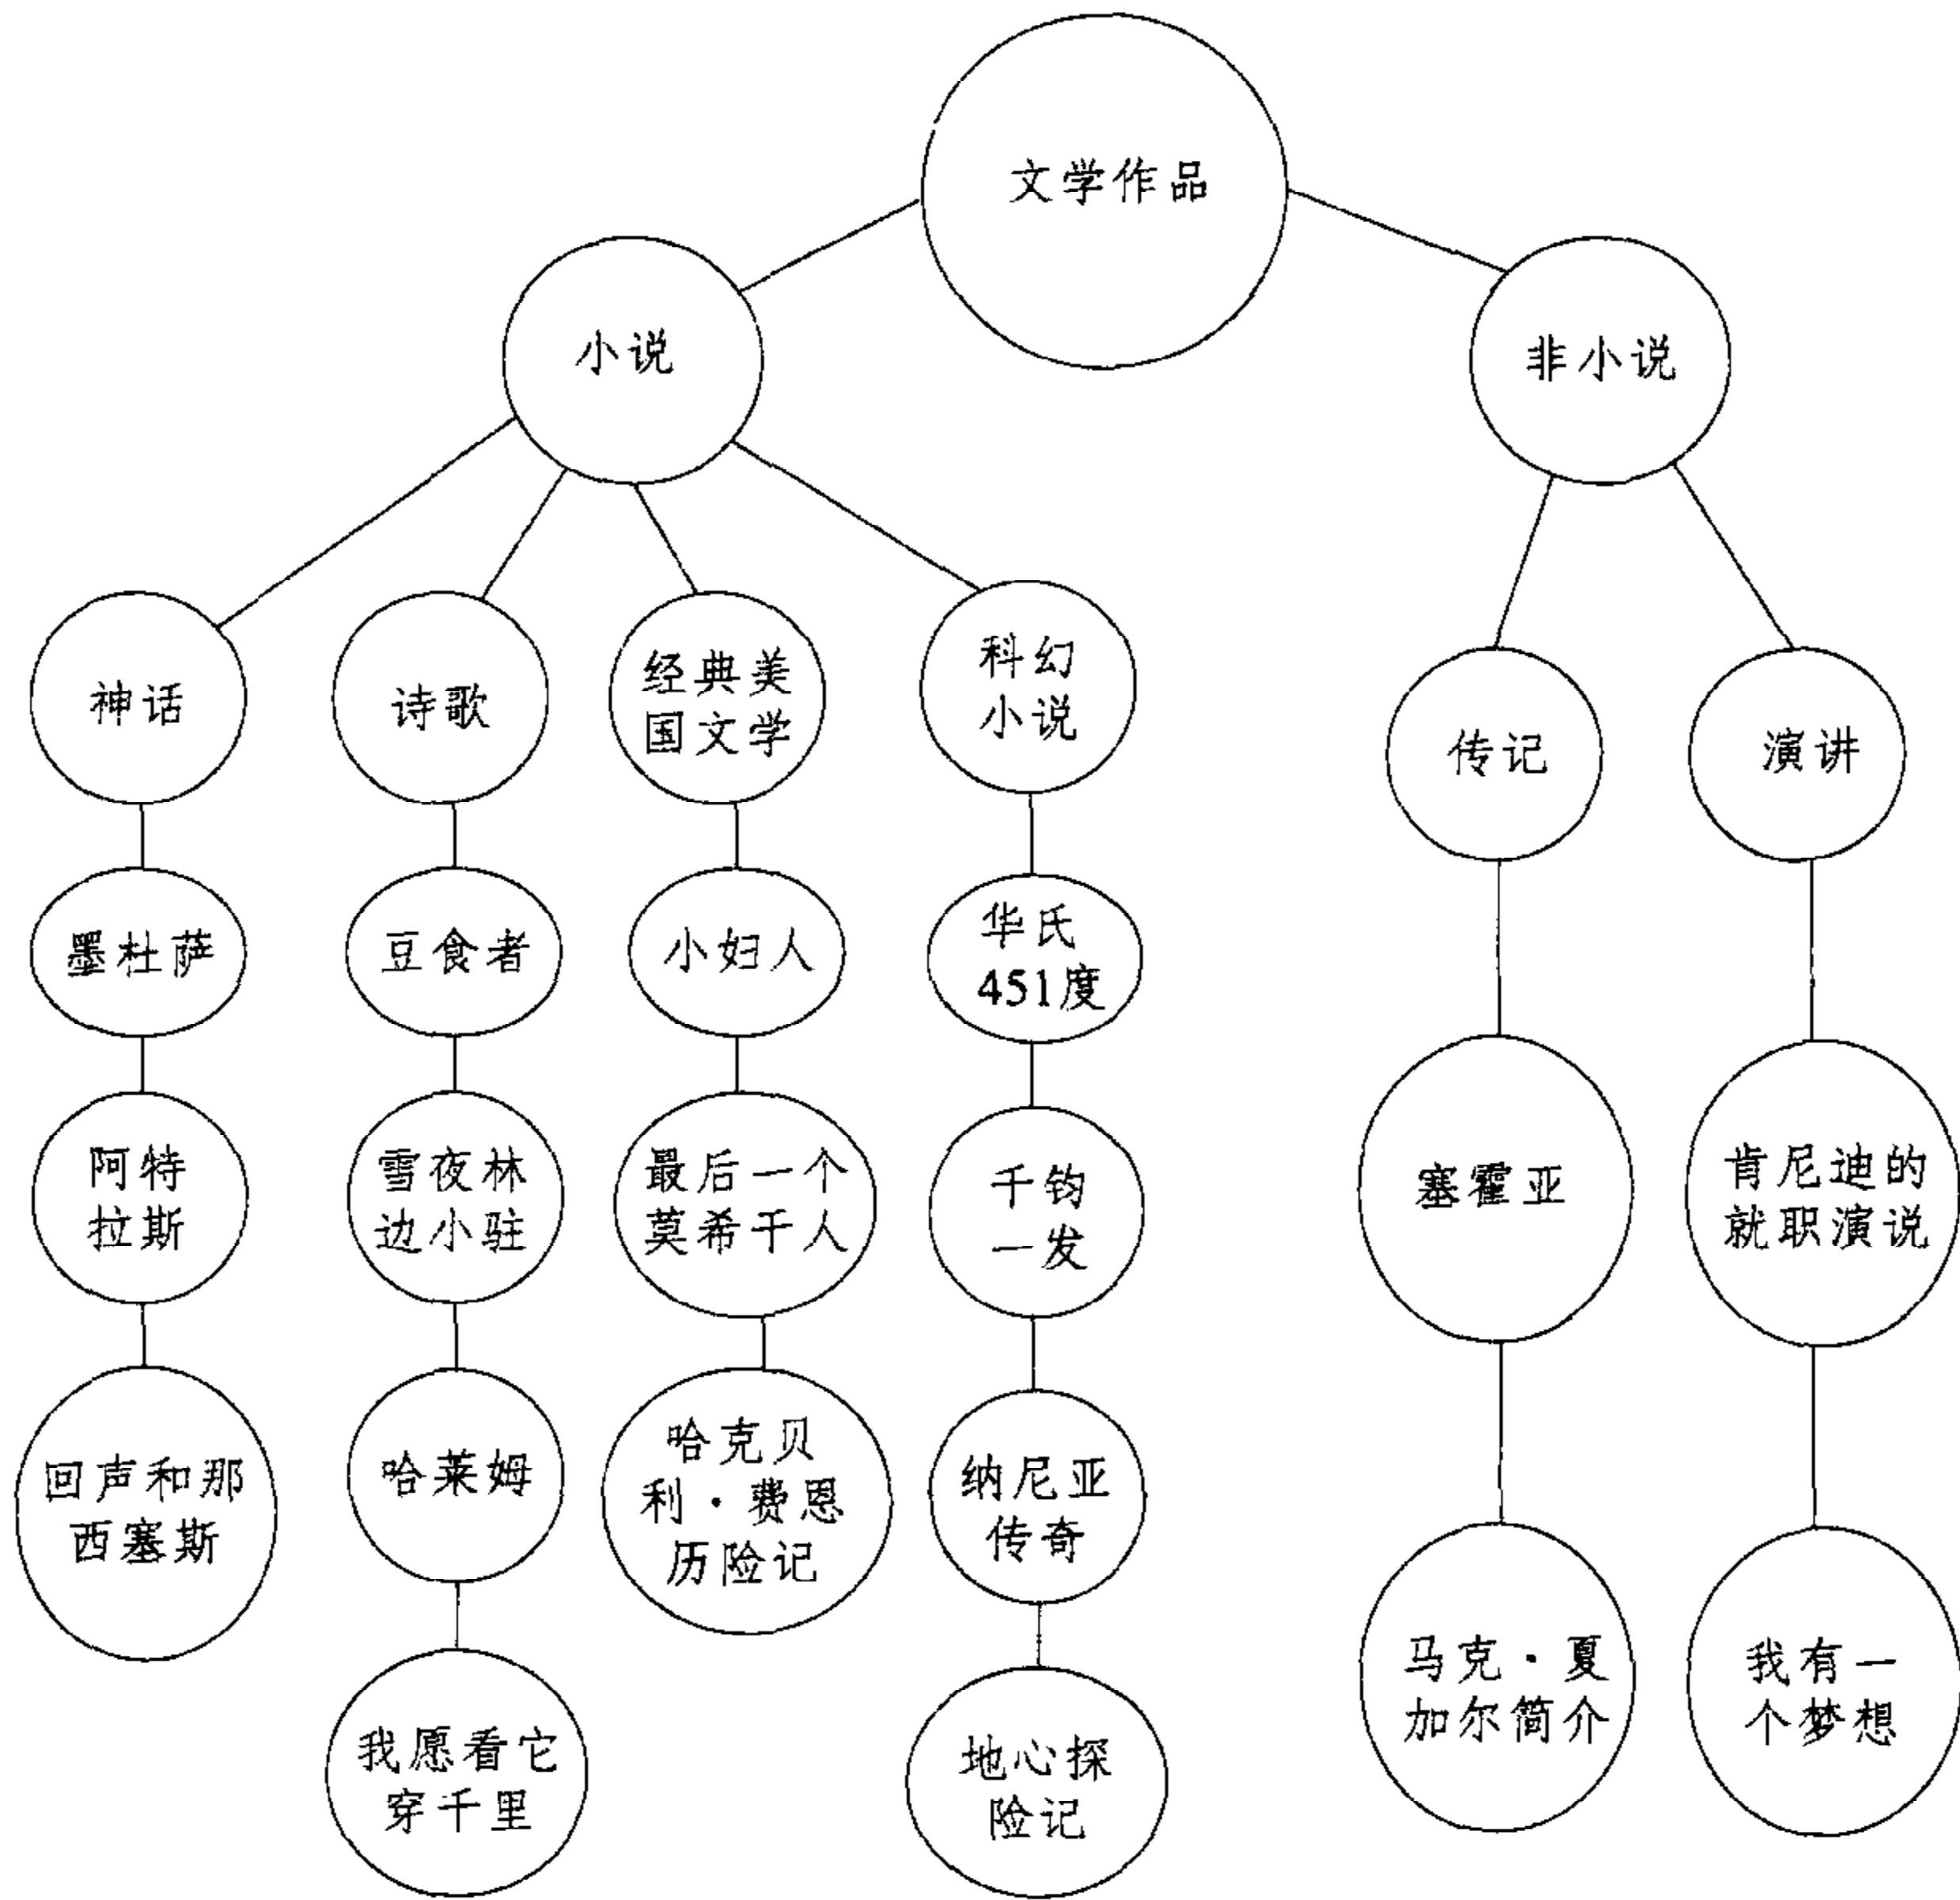 文学作品
小说
非小说
神话
诗歌
经典美
国文学
科幻
小说
传记
演讲
墨杜萨
豆食者
小妇人
华氏
451度
阿特
拉斯
雪夜林
边小驻
最后一个
莫希干人
千钧
一发
塞霍亚
肯尼迪的
就职演说
回声和那
西塞斯
哈莱姆
哈克贝
利·费恩
历险记
纳尼亚
传奇
马克·夏
加尔简介
我有一
个梦想
我愿看它
穿千里
地心探
险记